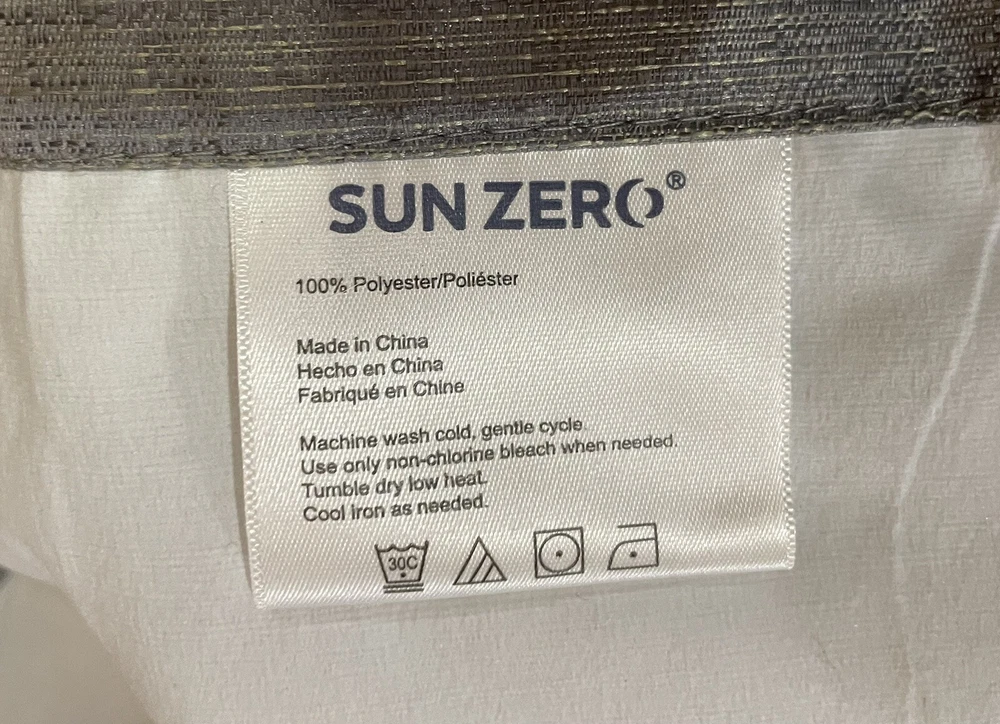 SUN ZERO®
100% Polyester/Poliéster
Made in China
Hecho en China
Fabriqué en Chine
Machine wash cold, gentle cycle
Use only non-chlorine bleach when needed.
Tumble dry low heat.
Cool iron as needed.
30C